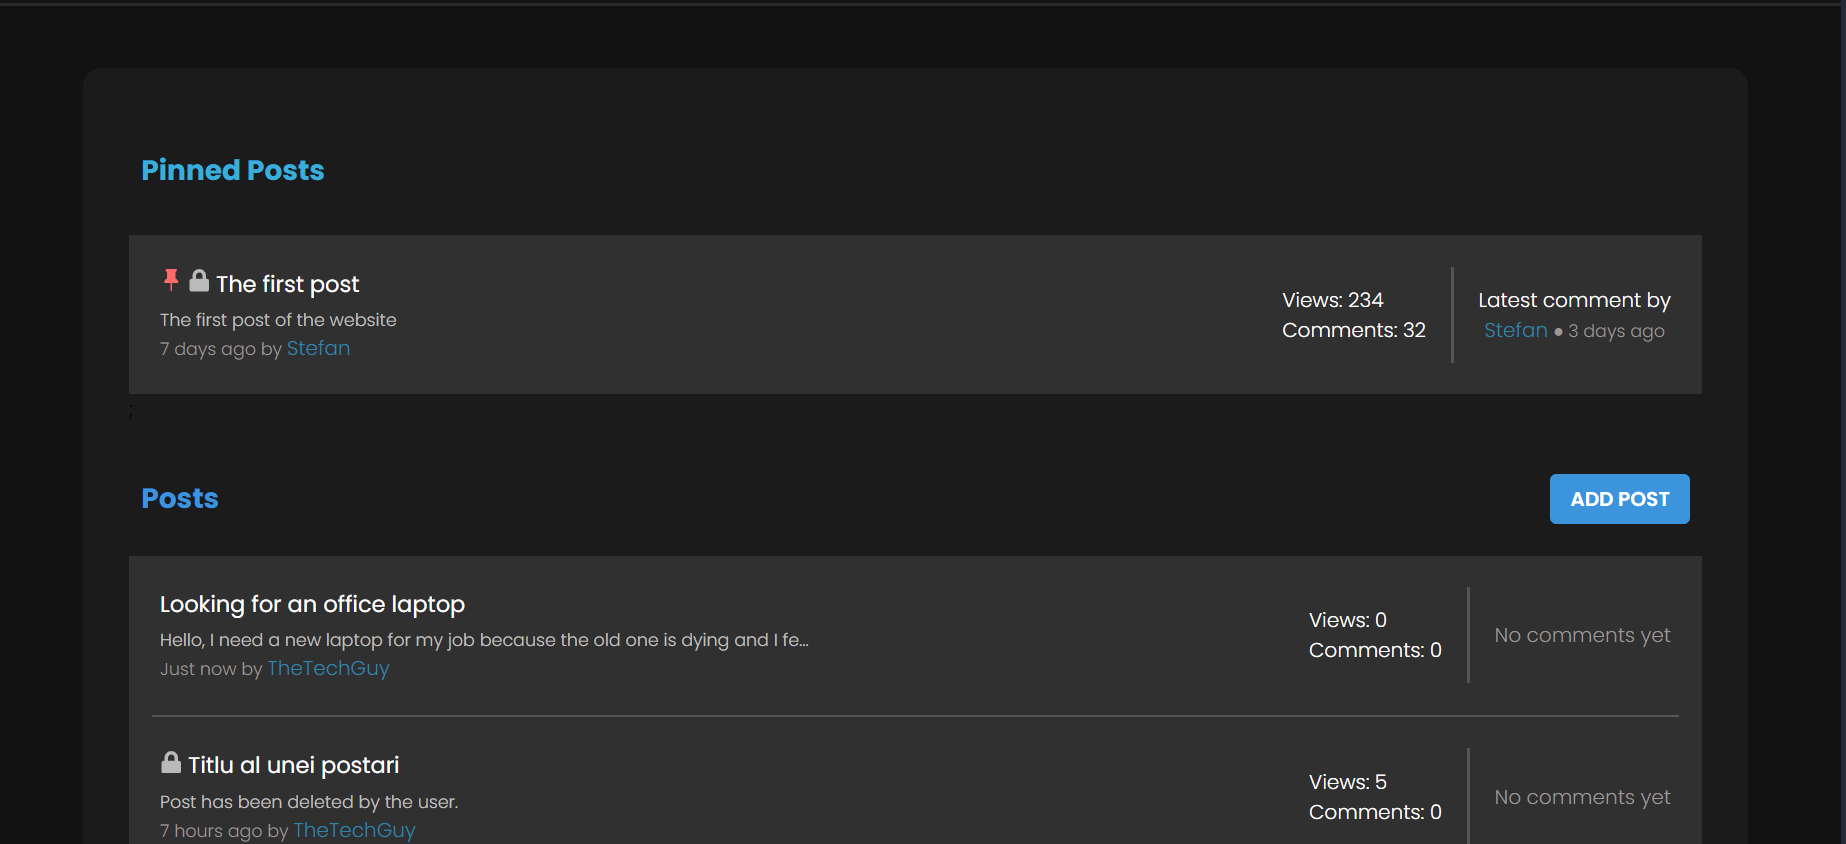 Pinned Posts
The first post
The first post of the website
7 days ago by Stefan
Views: 234
Comments: 32
Latest comment by
Stefan ● 3 days ago
;
Posts
ADD POST
Looking for an office laptop
Hello, I need a new laptop for my job because the old one is dying and I fe...
Just now by TheTechGuy
Views: 0
Comments: 0
No comments yet
Titlu al unei postari
Post has been deleted by the user.
7 hours ago by TheTechGuy
Views: 5
Comments: 0
No comments yet